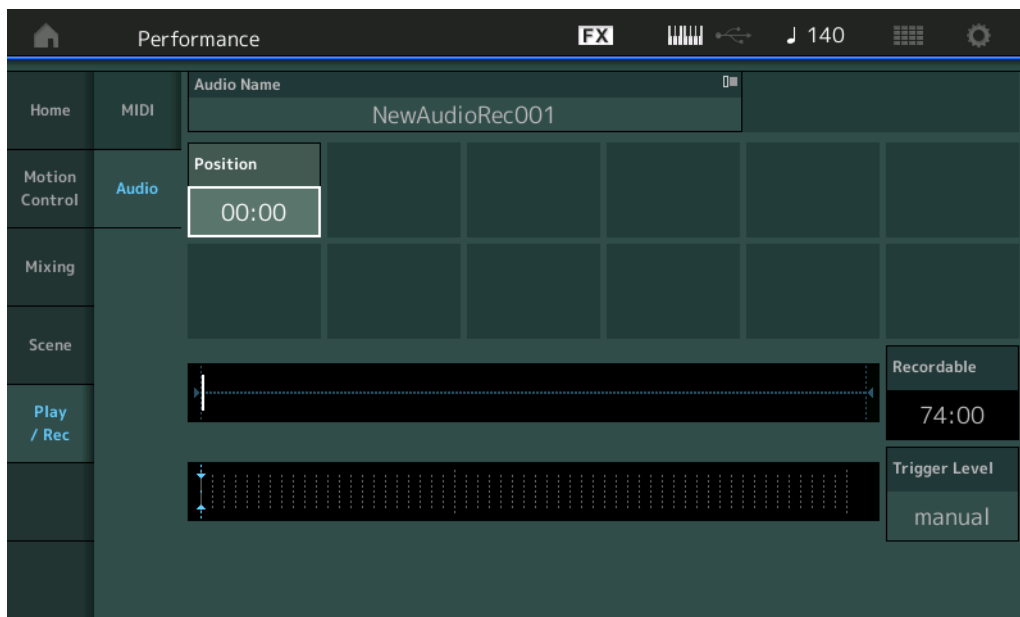 Performance
FX
140
Home
MIDI
Audio Name
NewAudioRec001
Motion
Control
Audio
Position
00:00
Mixing
Scene
Play
/ Rec
Recordable
74:00
Trigger Level
manual